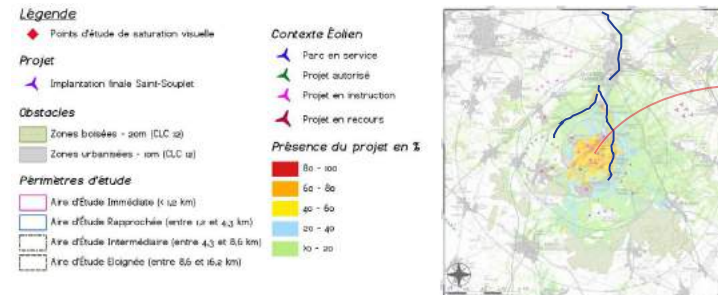 Légende
Points d'étude de saturation visuelle
Projet
Implantation finale Saint-Souplet
Obstacles
Zones boisées - 20m (CLC 12)
Zones urbanisées - 10m (CLC 12)
Périmètres d'étude
Aire d'Étude Immédiate (< 1,2 km)
Aire d'Étude Rapprochée (entre 1,2 et 4,3 km)
Aire d'Étude Intermédiaire (entre 4,3 et 8,6 km)
Aire d'Étude Éloignée (entre 8,6 et 16,2 km)
Contexte Éolien
Parc en service
Projet autorisé
Projet en instruction
Projet en recours
Présence du projet en %
80 - 100
60 - 80
40 - 60
20 - 40
10 - 20